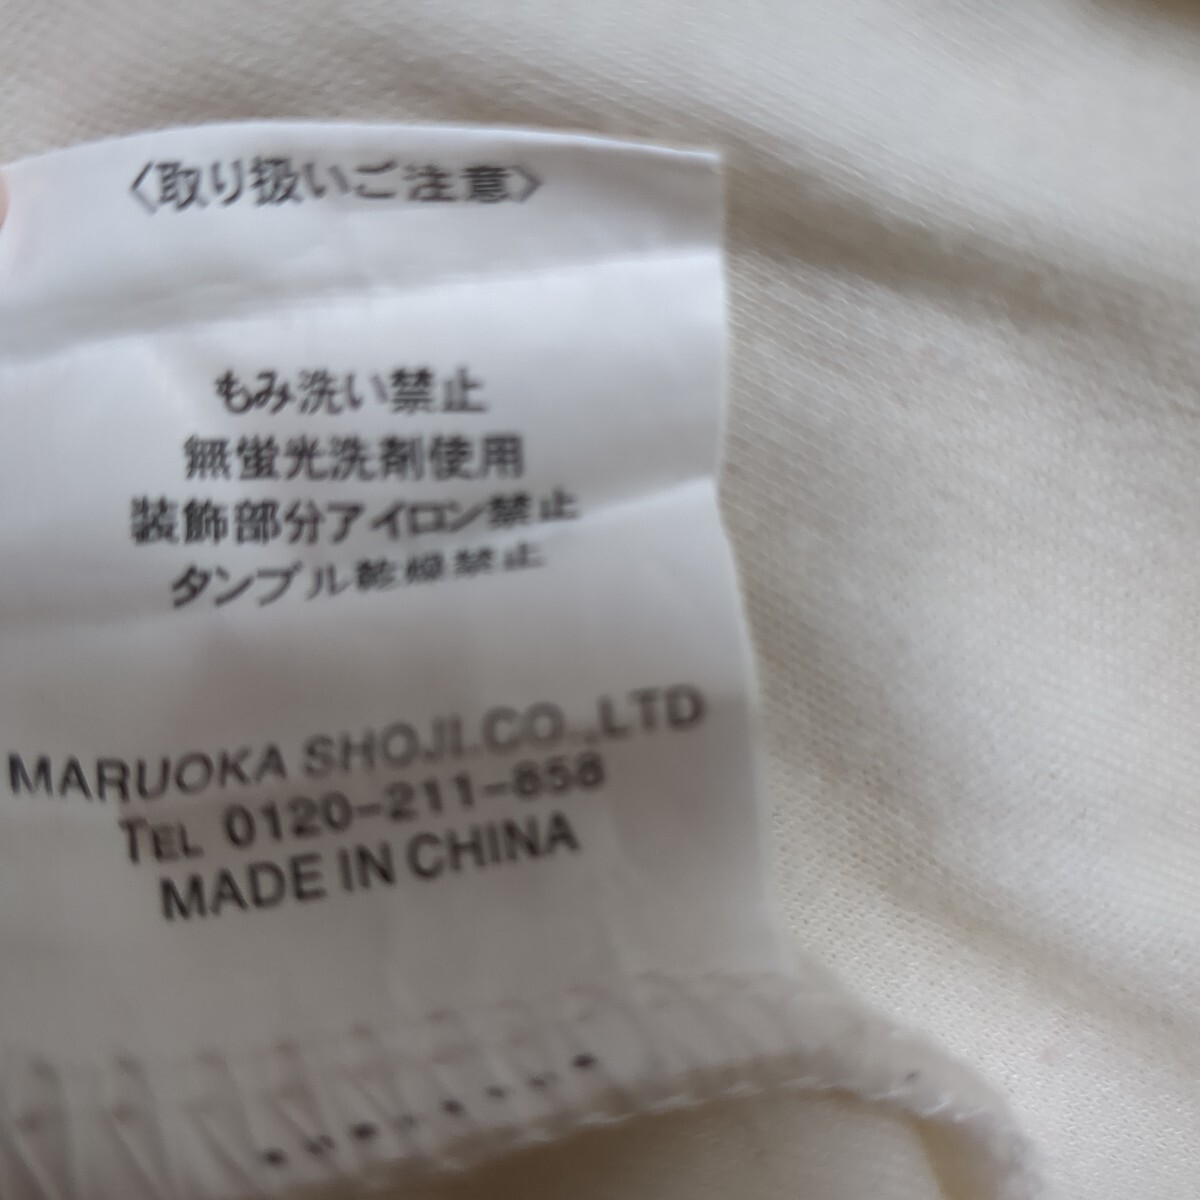 〈取り扱いご注意〉
もみ洗い禁止
無蛍光洗剤使用
装飾部分アイロン禁止
タンブル乾燥禁止
MARUOKA SHOJI.CO.,LTD
TEL 0120-211-858
MADE IN CHINA